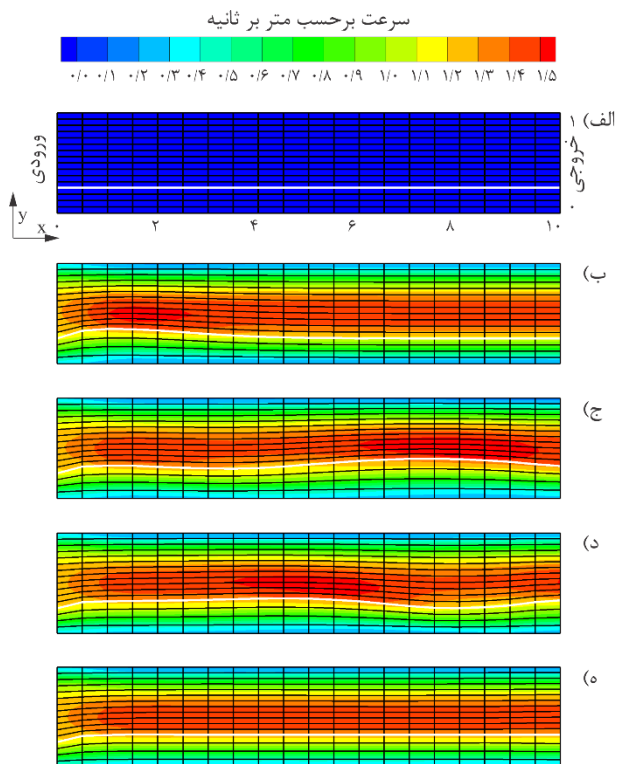 سرعت برحسب متر بر ثانیه
۰/۰ ۰/۱ ۰/۲ ۰/۳ ۰/۴ ۰/۵ ۰/۶ ۰/۷ ۰/۸ ۰/۹ ۱/۰ ۱/۱ ۱/۲ ۱/۳ ۱/۴ ۱/۵
الف)
ورودی
خروجی
۱
۰
y
x
۰ ۲ ۴ ۶ ۸ ۱۰
ب)
ج)
د)
ه)